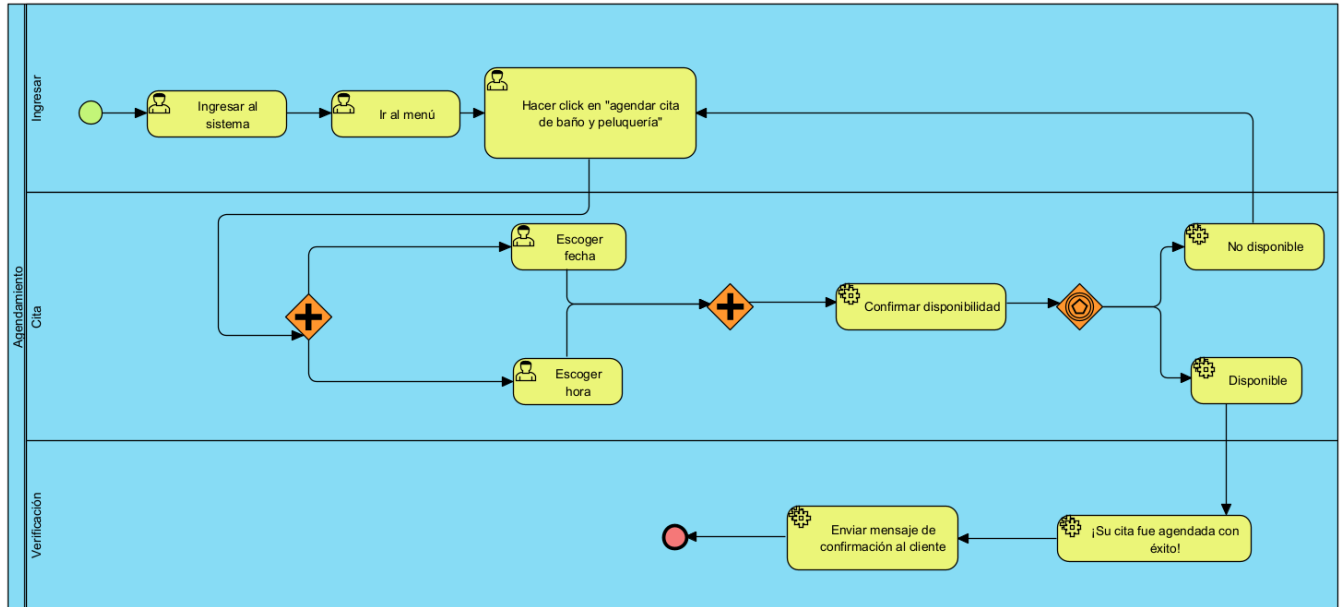 Agendamiento
Ingresar
Ingresar al
sistema
Ir al menú
Hacer click en "agendar cita
de baño y peluquería"
Cita
Escoger
fecha
Escoger
hora
Confirmar disponibilidad
No disponible
Disponible
Verificación
¡Su cita fue agendada con
éxito!
Enviar mensaje de
confirmación al cliente